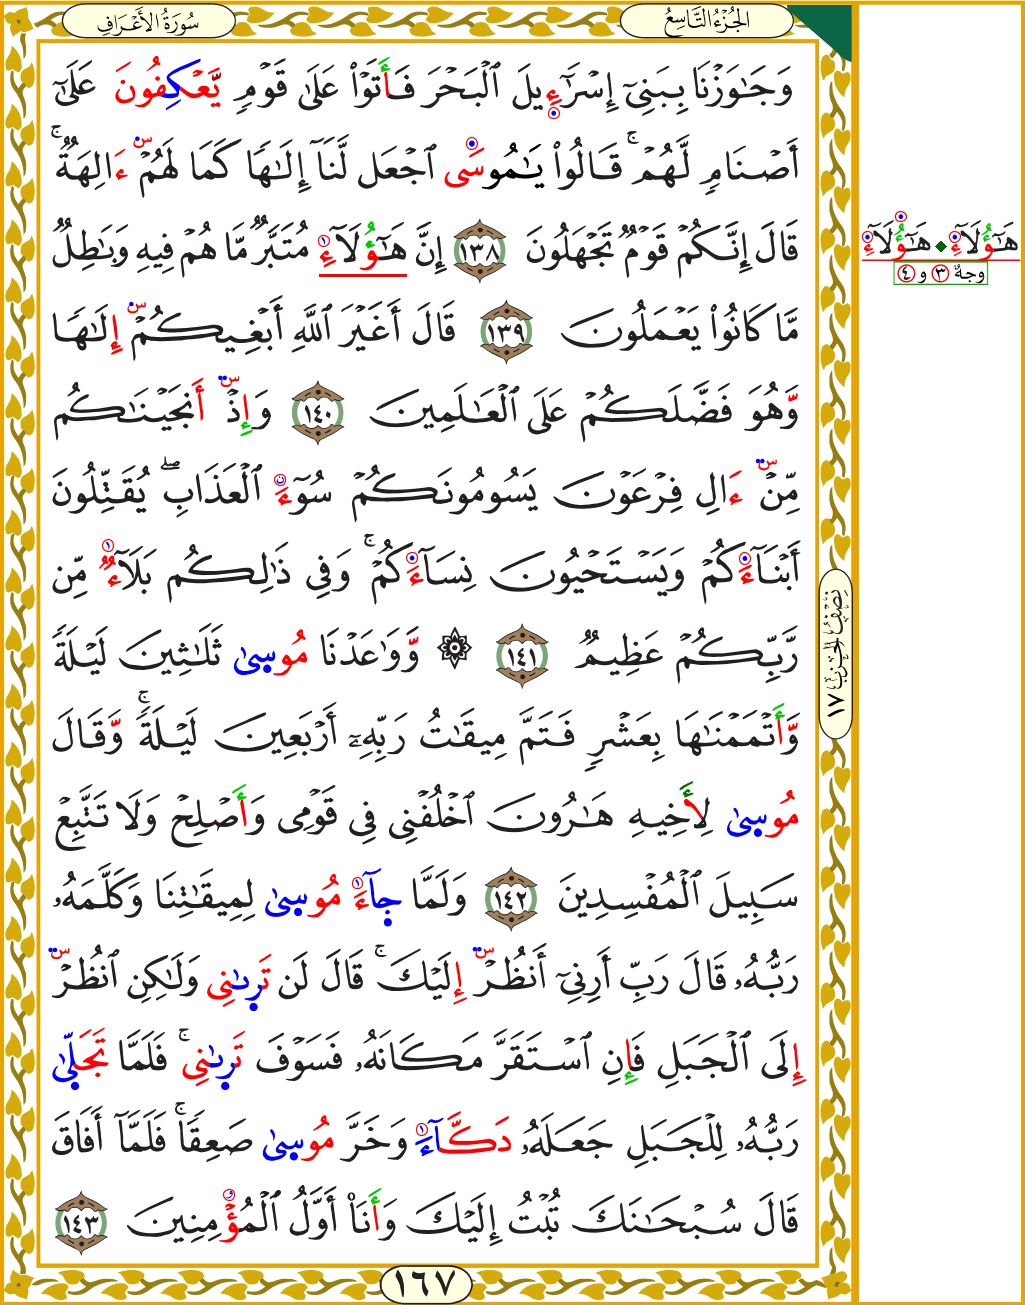 الجُزْءُ التَّاسِعُ
سُورَةُ الأَعْرَافِ
وَجَٰوَزْنَا بِبَنِىٓ إِسْرَٰٓءِيلَ ٱلْبَحْرَ فَأَتَوْا۟ عَلَىٰ قَوْمٍ يَّعْكِفُونَ عَلَىٰٓ
أَصْنَامٍ لَّهُمْ ۚ قَالُوا۟ يَٰمُوسَى ٱجْعَل لَّنَآ إِلَٰهًا كَمَا لَهُمْ ءَالِهَةٌ ۚ
قَالَ إِنَّكُمْ قَوْمٌ تَجْهَلُونَ ١٣٨ إِنَّ هَٰٓؤُلَآءِ مُتَبَّرٌ مَّا هُمْ فِيهِ وَبَٰطِلٌ
مَّا كَانُوا۟ يَعْمَلُونَ ١٣٩ قَالَ أَغَيْرَ ٱللَّهِ أَبْغِيكُمْ إِلَٰهًا
وَّهُوَ فَضَّلَكُمْ عَلَى ٱلْعَٰلَمِينَ ١٤٠ وَإِذْ أَنجَيْنَٰكُم
مِّنْ ءَالِ فِرْعَوْنَ يَسُومُونَكُمْ سُوٓءَ ٱلْعَذَابِ ۖ يُقَتِّلُونَ
أَبْنَآءَكُمْ وَيَسْتَحْيُونَ نِسَآءَكُمْ ۚ وَفِى ذَٰلِكُم بَلَآءٌ مِّن
رَّبِّكُمْ عَظِيمٌ ١٤١ ۞ وَّوَٰعَدْنَا مُوسِىٰ ثَلَٰثِينَ لَيْلَةً
وَّأَتْمَمْنَٰهَا بِعَشْرٍ فَتَمَّ مِيقَٰتُ رَبِّهِۦٓ أَرْبَعِينَ لَيْلَةً ۚ وَّقَالَ
مُوسِىٰ لِأَخِيهِ هَٰرُونَ ٱخْلُفْنِى فِى قَوْمِى وَأَصْلِحْ وَلَا تَتَّبِعْ
سَبِيلَ ٱلْمُفْسِدِينَ ١٤٢ وَلَمَّا جَآءَ مُوسِىٰ لِمِيقَٰتِنَا وَكَلَّمَهُۥ
رَبُّهُۥ قَالَ رَبِّ أَرِنِىٓ أَنظُرْ إِلَيْكَ ۚ قَالَ لَن تَرِىٰنِى وَلَٰكِنِ ٱنظُرْ
إِلَى ٱلْجَبَلِ فَإِنِ ٱسْتَقَرَّ مَكَانَهُۥ فَسَوْفَ تَرِىٰنِى ۚ فَلَمَّا تَجَلِّىٰ
رَبُّهُۥ لِلْجَبَلِ جَعَلَهُۥ دَكَّآءَ وَخَرَّ مُوسِىٰ صَعِقًا ۚ فَلَمَّآ أَفَاقَ
قَالَ سُبْحَٰنَكَ تُبْتُ إِلَيْكَ وَأَنَا۠ أَوَّلُ ٱلْمُؤْمِنِينَ ١٤٣
هَٰٓؤُلَآءِ ◆ هَٰٓؤُلَآءِ
وجهٌ ٣ و ٤
نِصْفُ الحِزْبِ ١٧
١٦٧